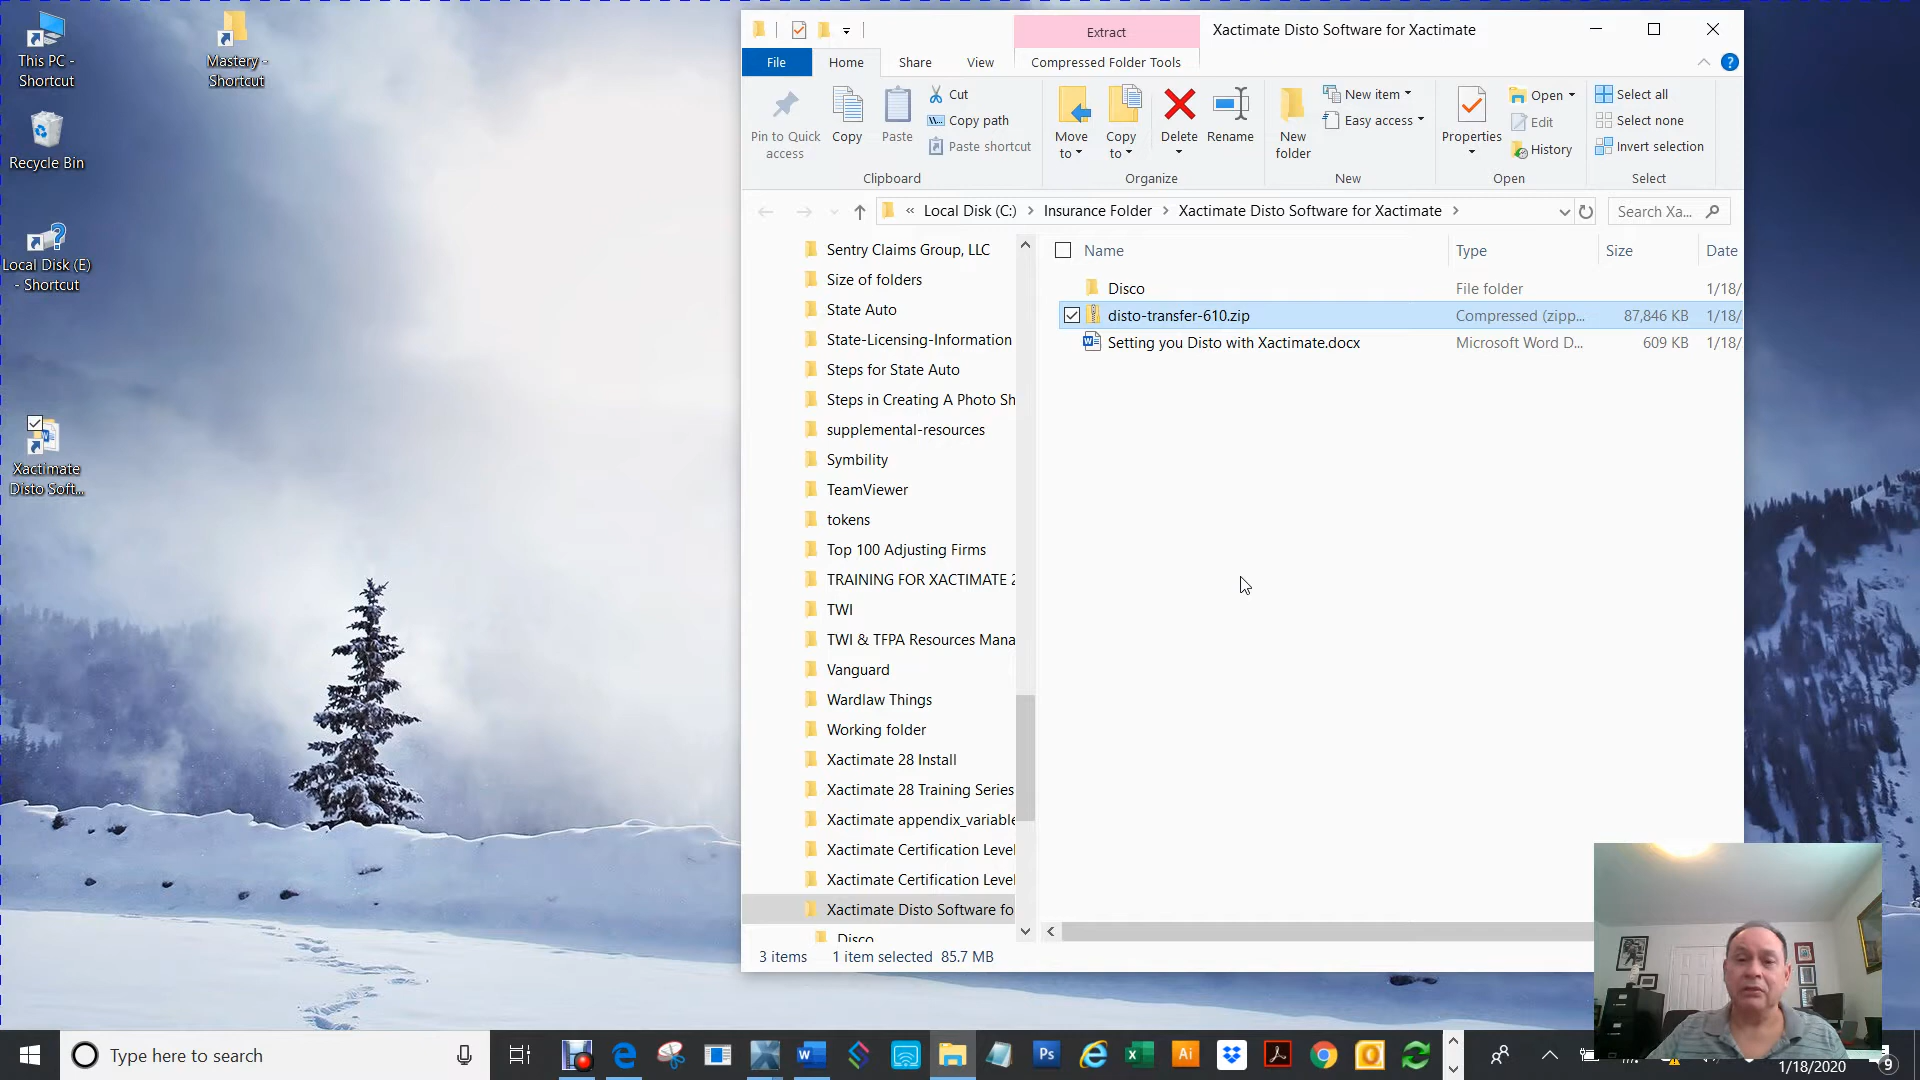 This PC -
Shortcut
Mastery -
Shortcut
Recycle Bin
Local Disk (E)
- Shortcut
Xactimate
Disto Soft...
Extract
Xactimate Disto Software for Xactimate
File
Home
Share
View
Compressed Folder Tools
?
Pin to Quick
access
Copy
Paste
Cut
Copy path
Paste shortcut
Clipboard
Move
to
Copy
to
Delete
Rename
Organize
New
folder
New item
Easy access
New
Properties
Open
Edit
History
Open
Select all
Select none
Invert selection
Select
« Local Disk (C:) > Insurance Folder > Xactimate Disto Software for Xactimate >
Search Xa...
Sentry Claims Group, LLC
Size of folders
State Auto
State-Licensing-Information
Steps for State Auto
Steps in Creating A Photo Sh
supplemental-resources
Symbility
TeamViewer
tokens
Top 100 Adjusting Firms
TRAINING FOR XACTIMATE 2
TWI
TWI & TFPA Resources Mana
Vanguard
Wardlaw Things
Working folder
Xactimate 28 Install
Xactimate 28 Training Series
Xactimate appendix_variable
Xactimate Certification Level
Xactimate Certification Level
Xactimate Disto Software fo
Disco
Name Type Size Date
Disco File folder 1/18/
disto-transfer-610.zip Compressed (zipp... 87,846 KB 1/18/
Setting you Disto with Xactimate.docx Microsoft Word D... 609 KB 1/18/
3 items 1 item selected 85.7 MB
Type here to search
Ps
Ai
1/18/2020
9